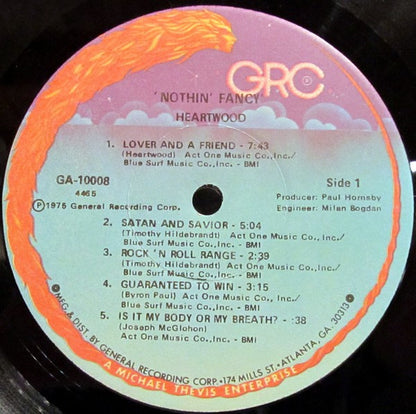 GRC
'NOTHIN' FANCY'
HEARTWOOD
1. LOVER AND A FRIEND - 7:43
(Heartwood) Act One Music Co., Inc./
Blue Surf Music Co., Inc. - BMI
GA-10008
4465
Side 1
Ⓟ1975 General Recording Corp.
Producer: Paul Hornsby
Engineer: Milan Bogdan
2. SATAN AND SAVIOR - 5:04
(Timothy Hildebrandt) Act One Music Co., Inc./
Blue Surf Music Co., Inc. - BMI
3. ROCK 'N ROLL RANGE - 2:39
(Timothy Hildebrandt) Act One Music Co., Inc./
Blue Surf Music Co., Inc. - BMI
4. GUARANTEED TO WIN - 3:15
(Byron Paul) Act One Music Co., Inc./
Blue Surf Music Co., Inc. - BMI
5. IS IT MY BODY OR MY BREATH? - :38
(Joseph McGlohon)
Act One Music Co., Inc. - BMI
MFG. & DIST. BY GENERAL RECORDING CORP. • 174 MILLS ST. • ATLANTA, GA. 30313
A MICHAEL THEVIS ENTERPRISE